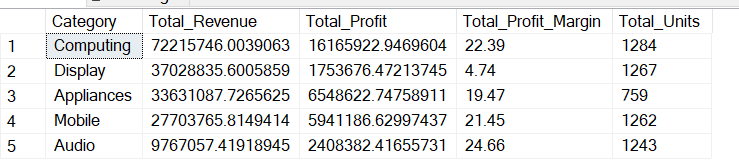 Category Total_Revenue Total_Profit Total_Profit_Margin Total_Units
1 Computing 72215746.0039063 16165922.9469604 22.39 1284
2 Display 37028835.6005859 1753676.47213745 4.74 1267
3 Appliances 33631087.7265625 6548622.74758911 19.47 759
4 Mobile 27703765.8149414 5941186.62997437 21.45 1262
5 Audio 9767057.41918945 2408382.41655731 24.66 1243